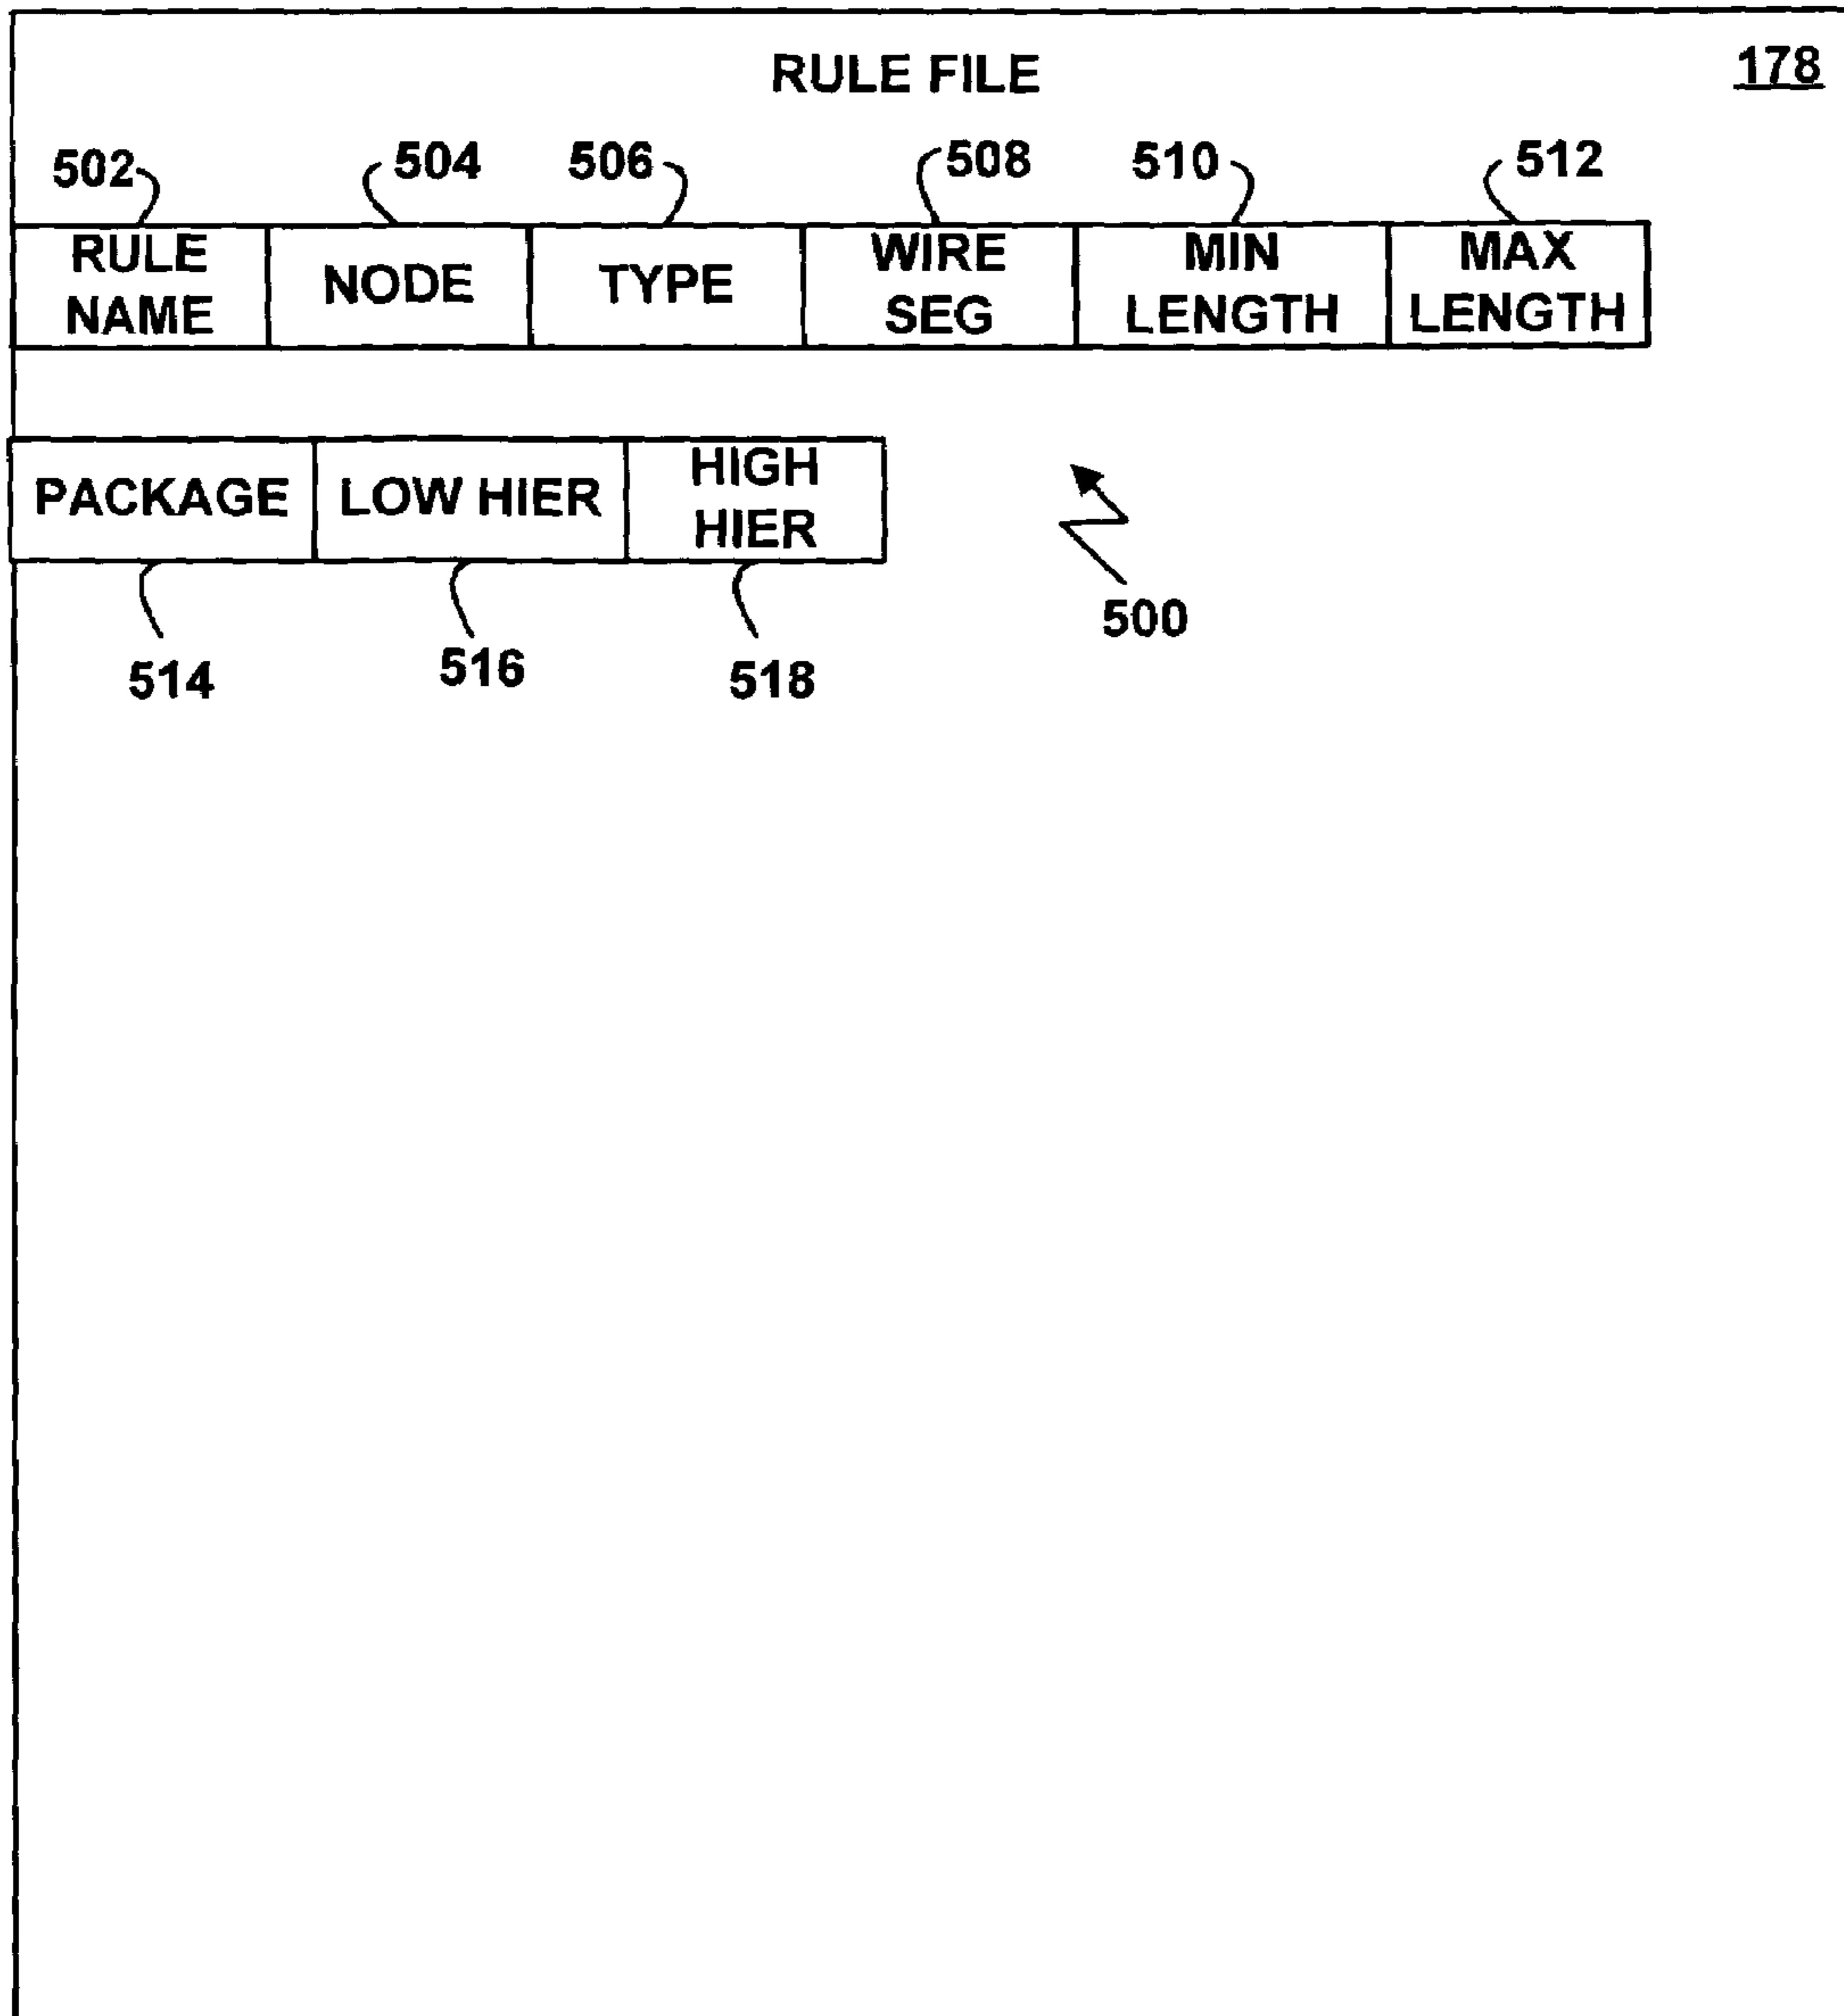 RULE FILE
178
502
504
506
508
510
512
RULE NAME
NODE
TYPE
WIRE SEG
MIN LENGTH
MAX LENGTH
PACKAGE
LOW HIER
HIGH HIER
500
514
516
518